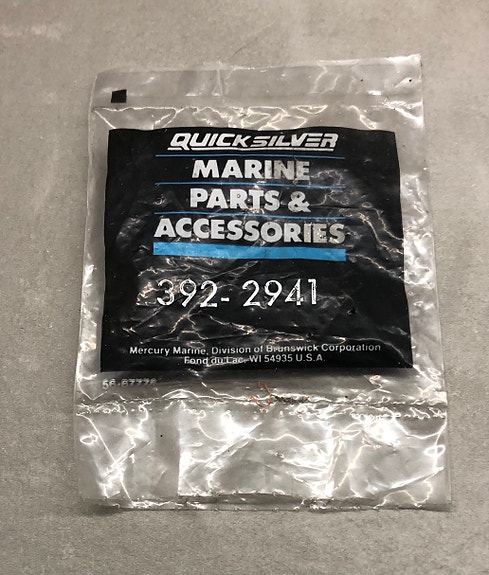 QUICKSILVER
MARINE
PARTS &
ACCESSORIES
392-2941
Mercury Marine, Division of Brunswick Corporation
Fond du Lac, WI 54935 U.S.A.